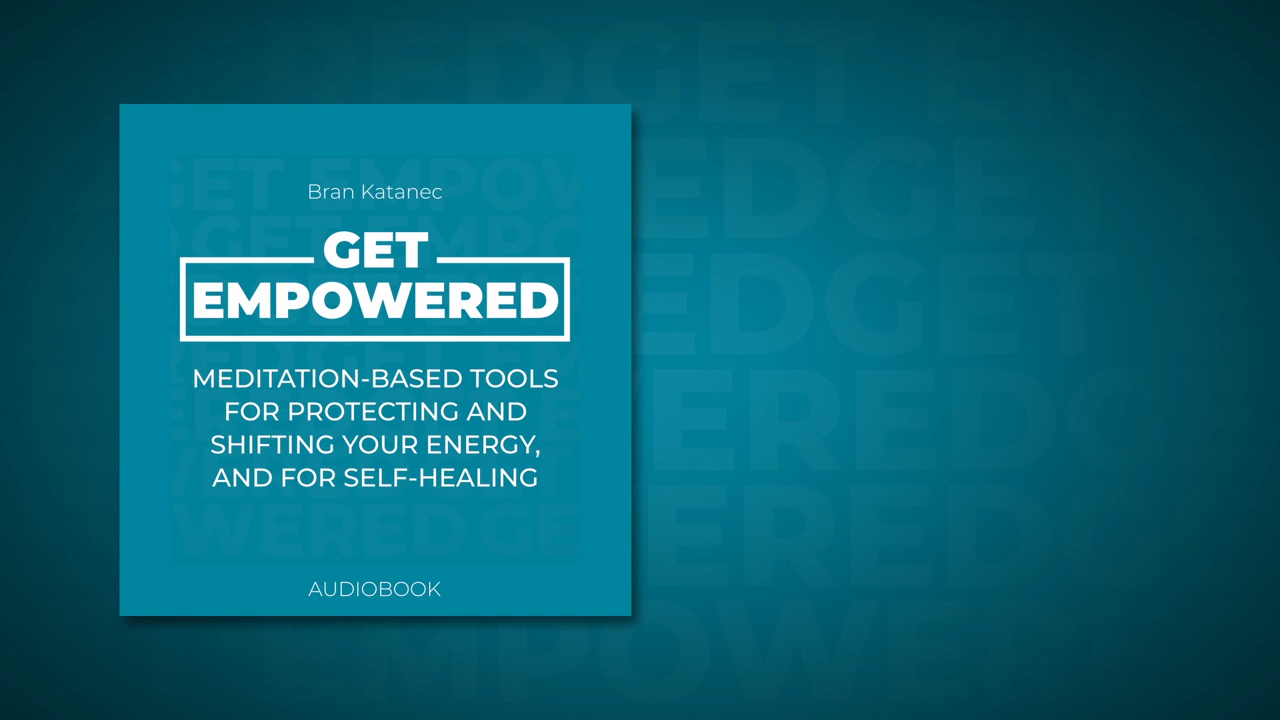 Bran Katanec
GET
EMPOWERED
MEDITATION-BASED TOOLS
FOR PROTECTING AND
SHIFTING YOUR ENERGY,
AND FOR SELF-HEALING
AUDIOBOOK